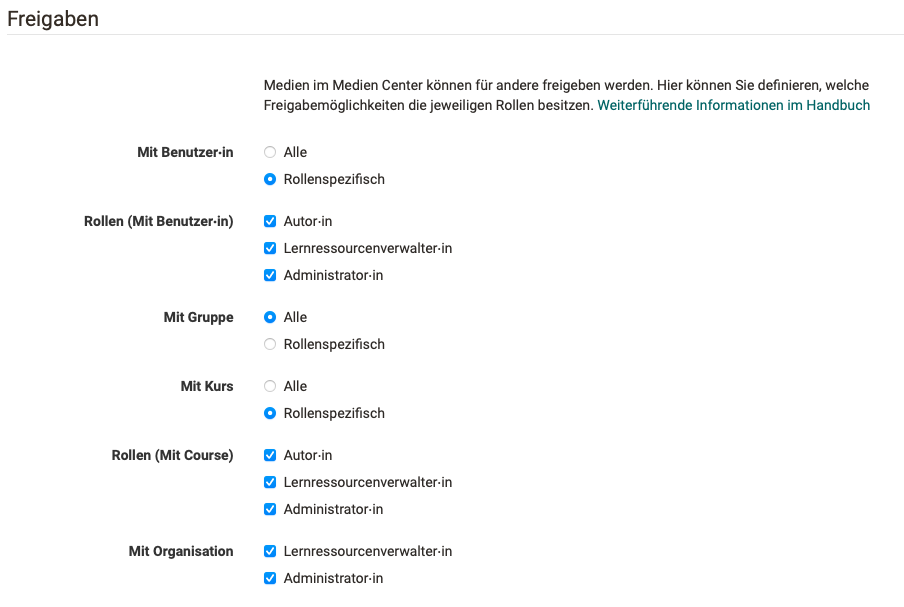 Freigaben
Medien im Medien Center können für andere freigeben werden. Hier können Sie definieren, welche
Freigabemöglichkeiten die jeweiligen Rollen besitzen. Weiterführende Informationen im Handbuch
Mit Benutzer·in
Alle
Rollenspezifisch
Rollen (Mit Benutzer·in)
Autor·in
Lernressourcenverwalter·in
Administrator·in
Mit Gruppe
Alle
Rollenspezifisch
Mit Kurs
Alle
Rollenspezifisch
Rollen (Mit Course)
Autor·in
Lernressourcenverwalter·in
Administrator·in
Mit Organisation
Lernressourcenverwalter·in
Administrator·in